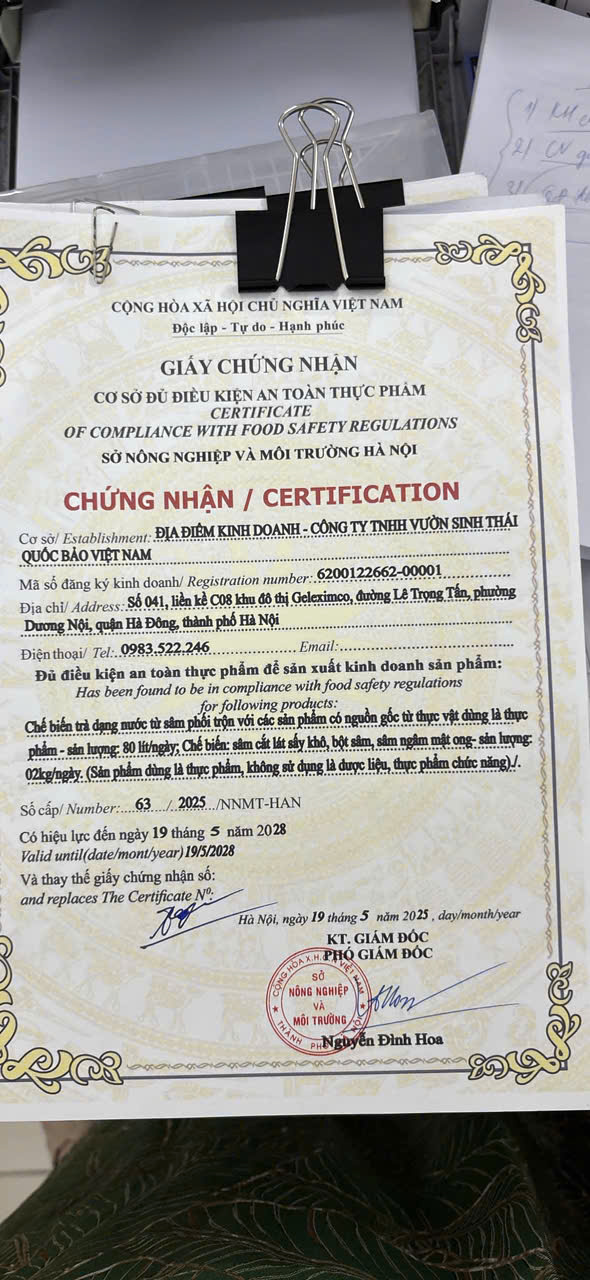 1) KH
2) CN
CỘNG HÒA XÃ HỘI CHỦ NGHĨA VIỆT NAM
Độc lập - Tự do - Hạnh phúc
GIẤY CHỨNG NHẬN
CƠ SỞ ĐỦ ĐIỀU KIỆN AN TOÀN THỰC PHẨM
CERTIFICATE
OF COMPLIANCE WITH FOOD SAFETY REGULATIONS
SỞ NÔNG NGHIỆP VÀ MÔI TRƯỜNG HÀ NỘI
CHỨNG NHẬN / CERTIFICATION
Cơ sở/ Establishment: ĐỊA ĐIỂM KINH DOANH - CÔNG TY TNHH VƯỜN SINH THÁI
QUỐC BẢO VIỆT NAM
Mã số đăng ký kinh doanh/ Registration number: 6200122662-00001
Địa chỉ/ Address: Số 041, liền kề C08 khu đô thị Geleximco, đường Lê Trọng Tấn, phường
Dương Nội, quận Hà Đông, thành phố Hà Nội
Điện thoại/ Tel: 0983.522.246 Email:
Đủ điều kiện an toàn thực phẩm để sản xuất kinh doanh sản phẩm:
Has been found to be in compliance with food safety regulations
for following products:
Chế biến trà dạng nước từ sâm phối trộn với các sản phẩm có nguồn gốc từ thực vật dùng là thực
phẩm - sản lượng: 80 lít/ngày; Chế biến: sâm cắt lát sấy khô, bột sâm, sâm ngâm mật ong- sản lượng:
02kg/ngày. (Sản phẩm dùng là thực phẩm, không sử dụng là dược liệu, thực phẩm chức năng)./.
Số cấp/ Number: 63 / 2025 /NNMT-HAN
Có hiệu lực đến ngày 19 tháng 5 năm 2028
Valid until(date/mont/year) 19/5/2028
Và thay thế giấy chứng nhận số:
and replaces The Certificate Nº:
Hà Nội, ngày 19 tháng 5 năm 2025 , day/month/year
KT. GIÁM ĐỐC
PHÓ GIÁM ĐỐC
CỘNG HÒA X.H.C.N VIỆT NAM
SỞ
NÔNG NGHIỆP
VÀ
MÔI TRƯỜNG
THÀNH PHỐ HÀ NỘI
Nguyễn Đình Hoa